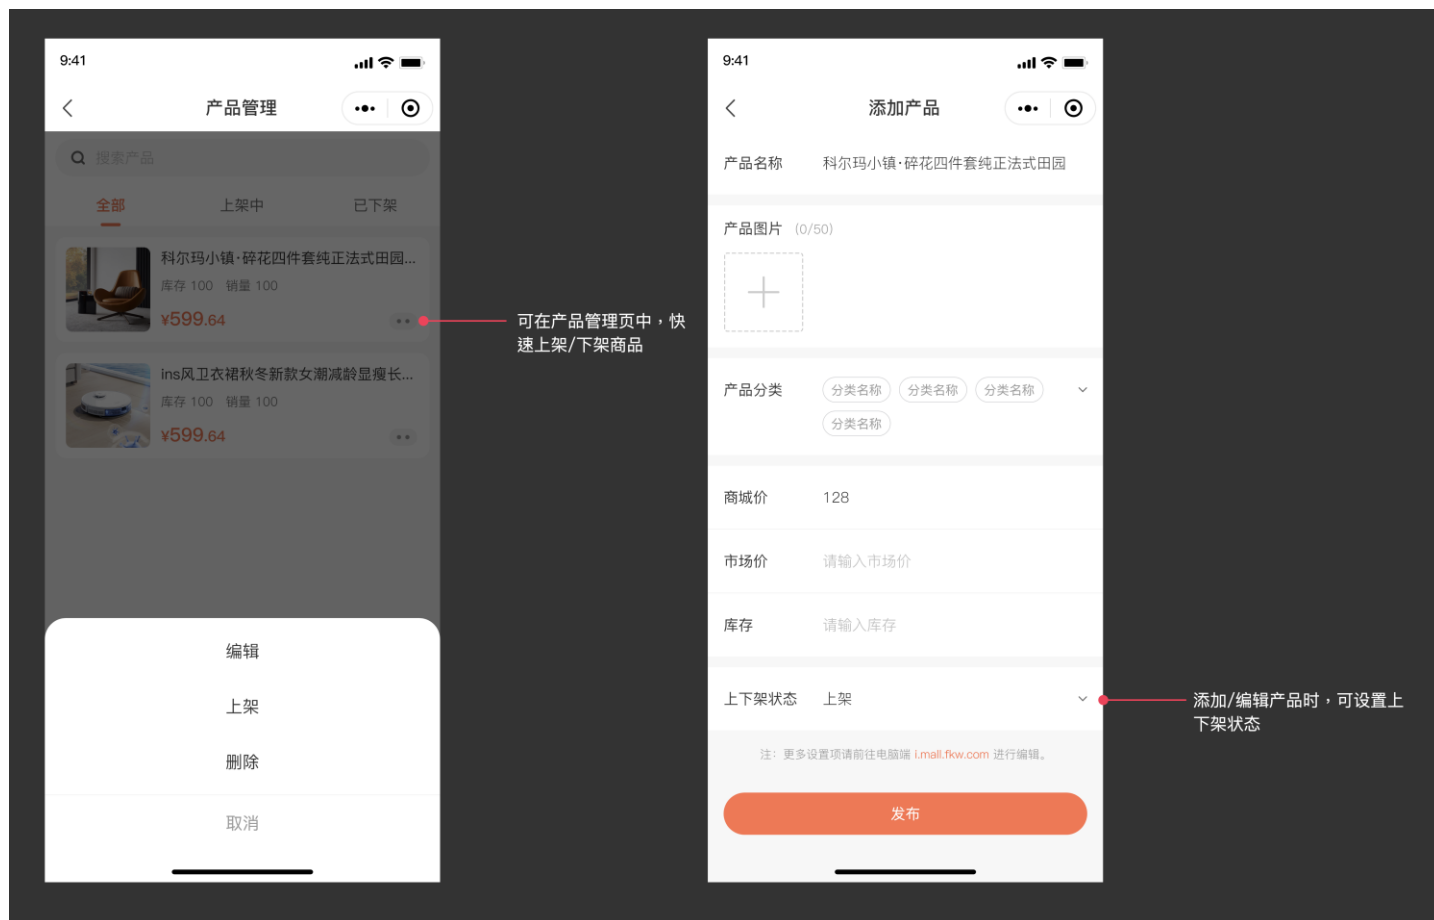 9:41
产品管理
搜索产品
全部
上架中
已下架
科尔玛小镇·碎花四件套纯正法式田园...
库存 100 销量 100
¥599.64
ins风卫衣裙秋冬新款女潮减龄显瘦长...
库存 100 销量 100
¥599.64
编辑
上架
删除
取消
可在产品管理页中，快
速上架/下架商品
9:41
添加产品
产品名称 科尔玛小镇·碎花四件套纯正法式田园
产品图片 (0/50)
产品分类 分类名称 分类名称 分类名称
分类名称
商城价 128
市场价 请输入市场价
库存 请输入库存
上下架状态 上架
注：更多设置项请前往电脑端 i.mall.fkw.com 进行编辑。
发布
添加/编辑产品时，可设置上
下架状态